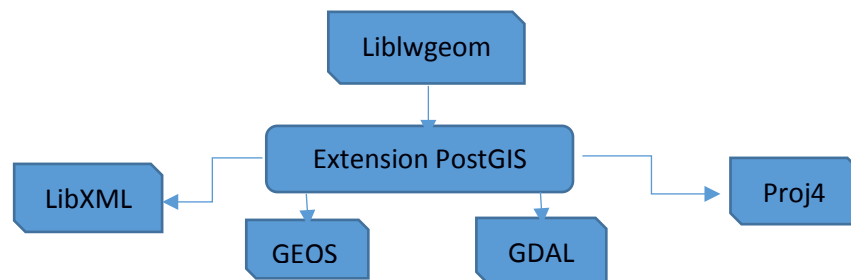 Liblwgeom
Extension PostGIS
LibXML
Proj4
GEOS
GDAL